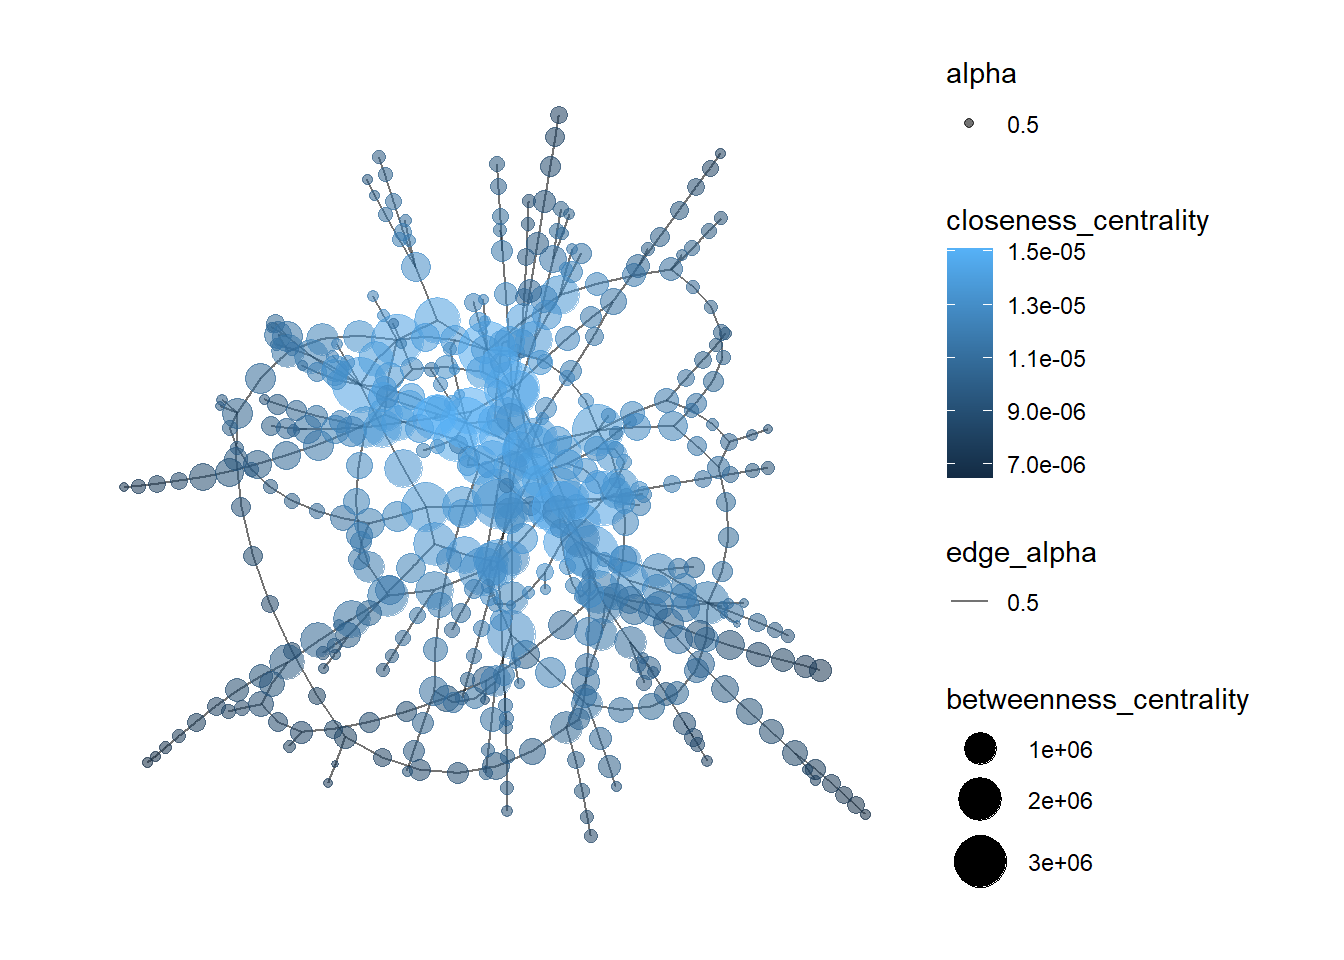 alpha
0.5
closeness_centrality
1.5e-05
1.3e-05
1.1e-05
9.0e-06
7.0e-06
edge_alpha
0.5
betweenness_centrality
1e+06
2e+06
3e+06